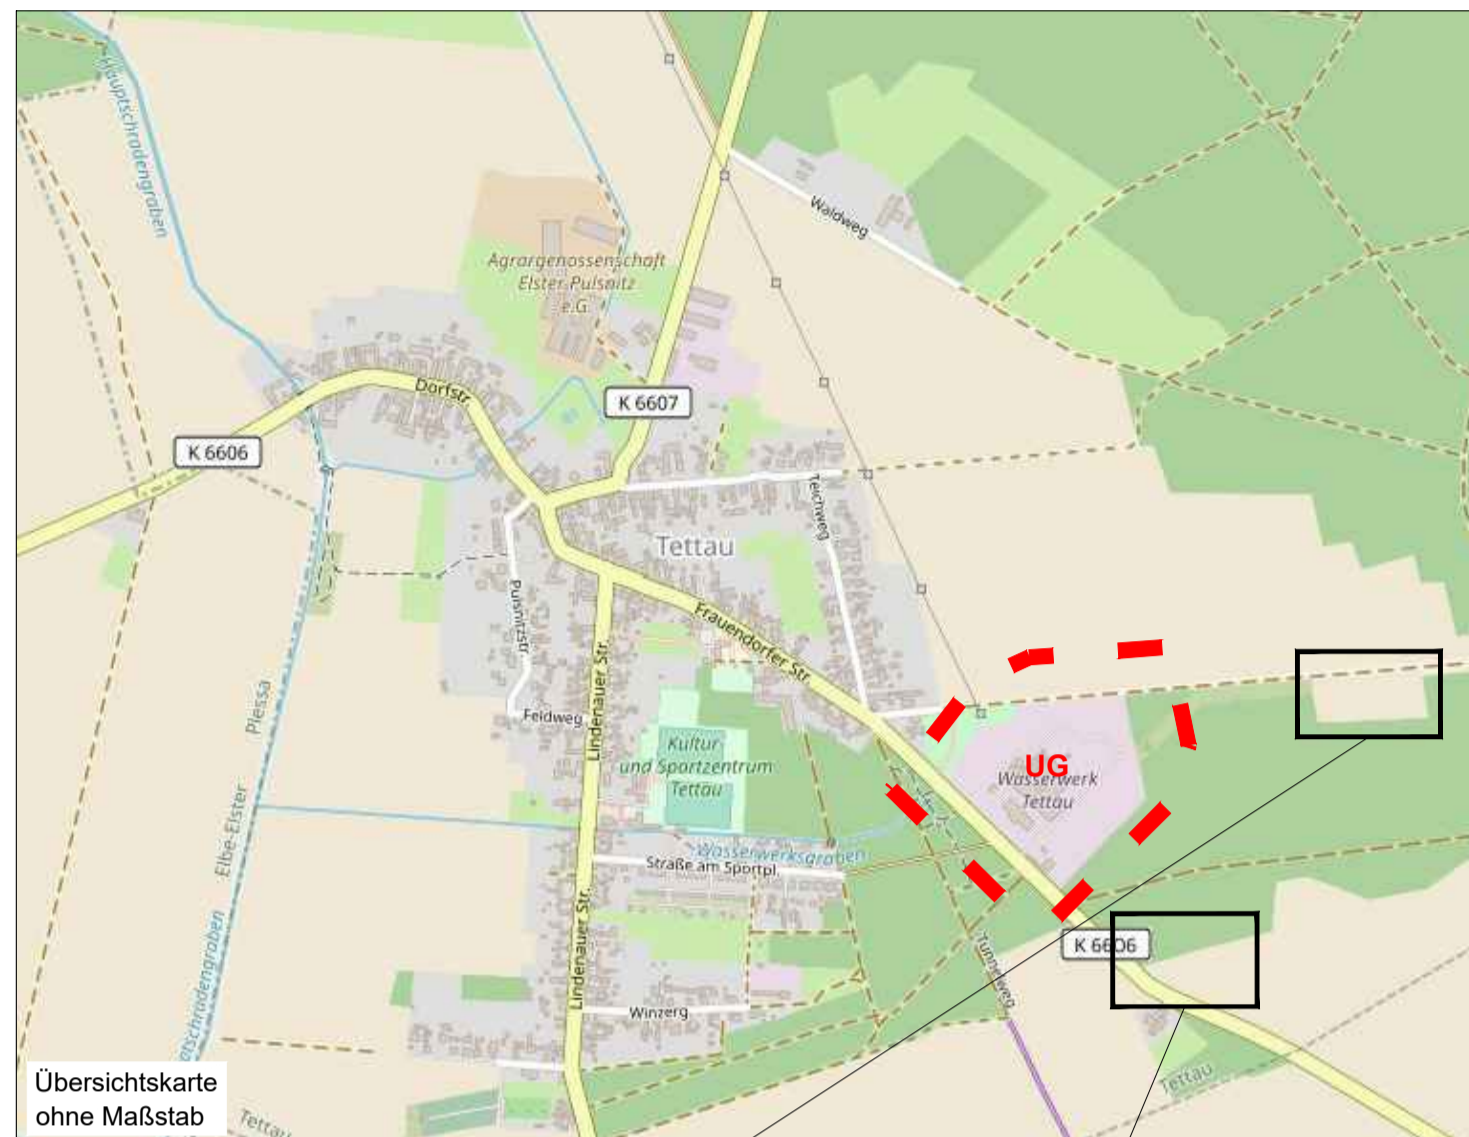 Hauptschradengraben
Waldweg
Agrargenossenschaft
Elster-Pulsnitz
e.G.
K 6607
Dorfstr.
K 6606
Teichweg
Tettau
Pulsnitzstr.
Frauendorfer Str.
Lindenauer Str.
Feldweg
Kultur
und Sportzentrum
Tettau
UG
Wasserwerk
Tettau
Plessa
Elbe-Elster
Wasserwerksgraben
Straße am Sportpl.
Lindenauer Str.
K 6606
Tunnelweg
Winzerg
Tettau
Übersichtskarte
ohne Maßstab
Tettau